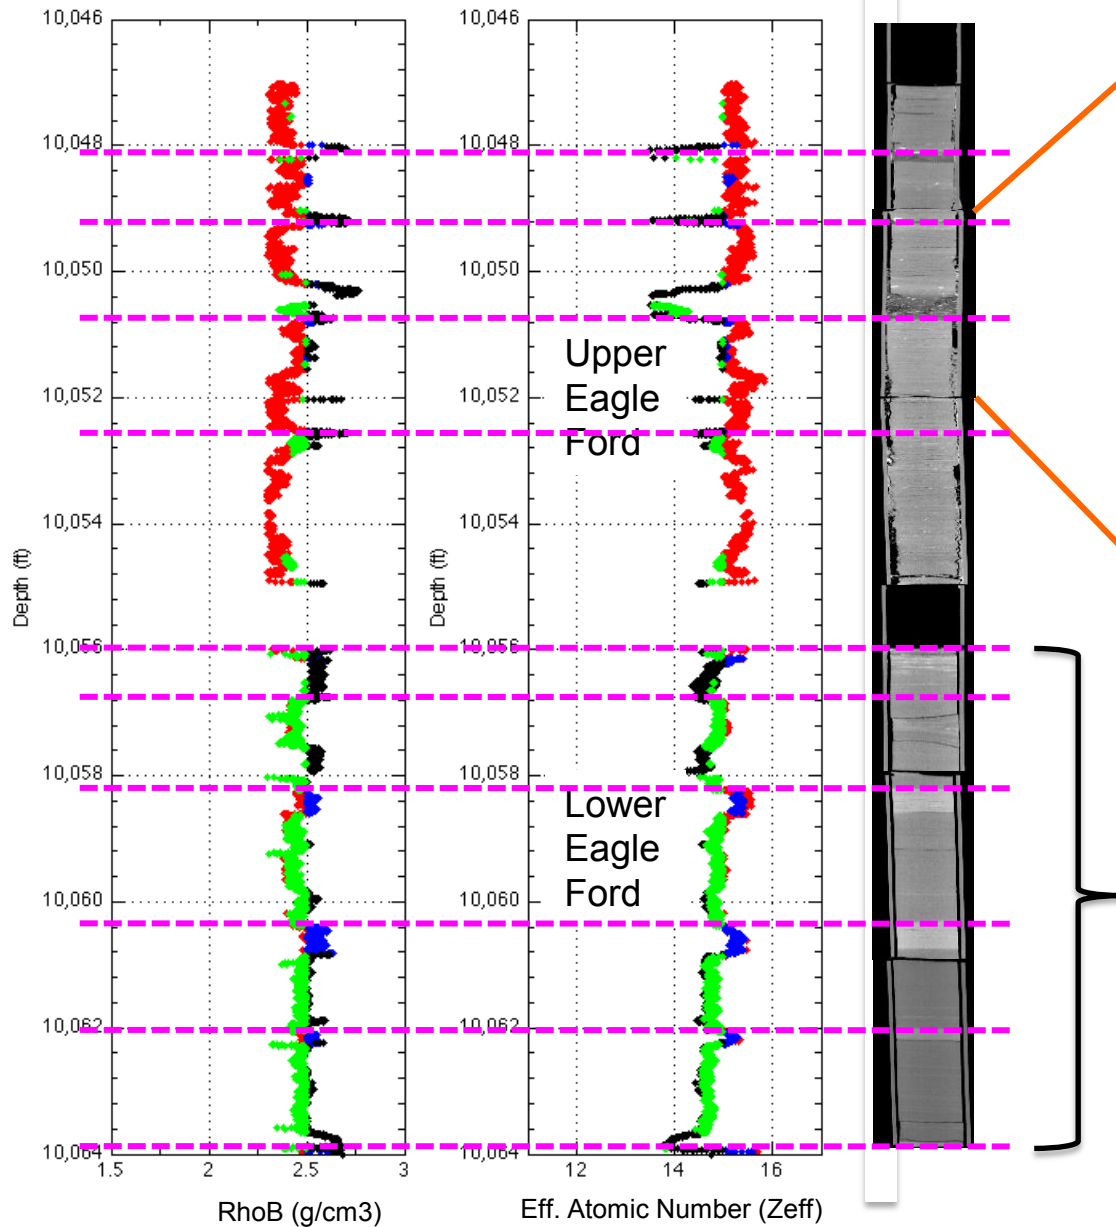 10,046
10,048
10,050
10,052
10,054
10,056
10,058
10,060
10,062
10,064
1.5
2
2.5
3
Depth (ft)
RhoB (g/cm3)
10,046
10,048
10,050
10,052
10,054
10,056
10,058
10,060
10,062
10,064
12
14
16
Depth (ft)
Eff. Atomic Number (Zeff)
Upper
Eagle
Ford
Lower
Eagle
Ford